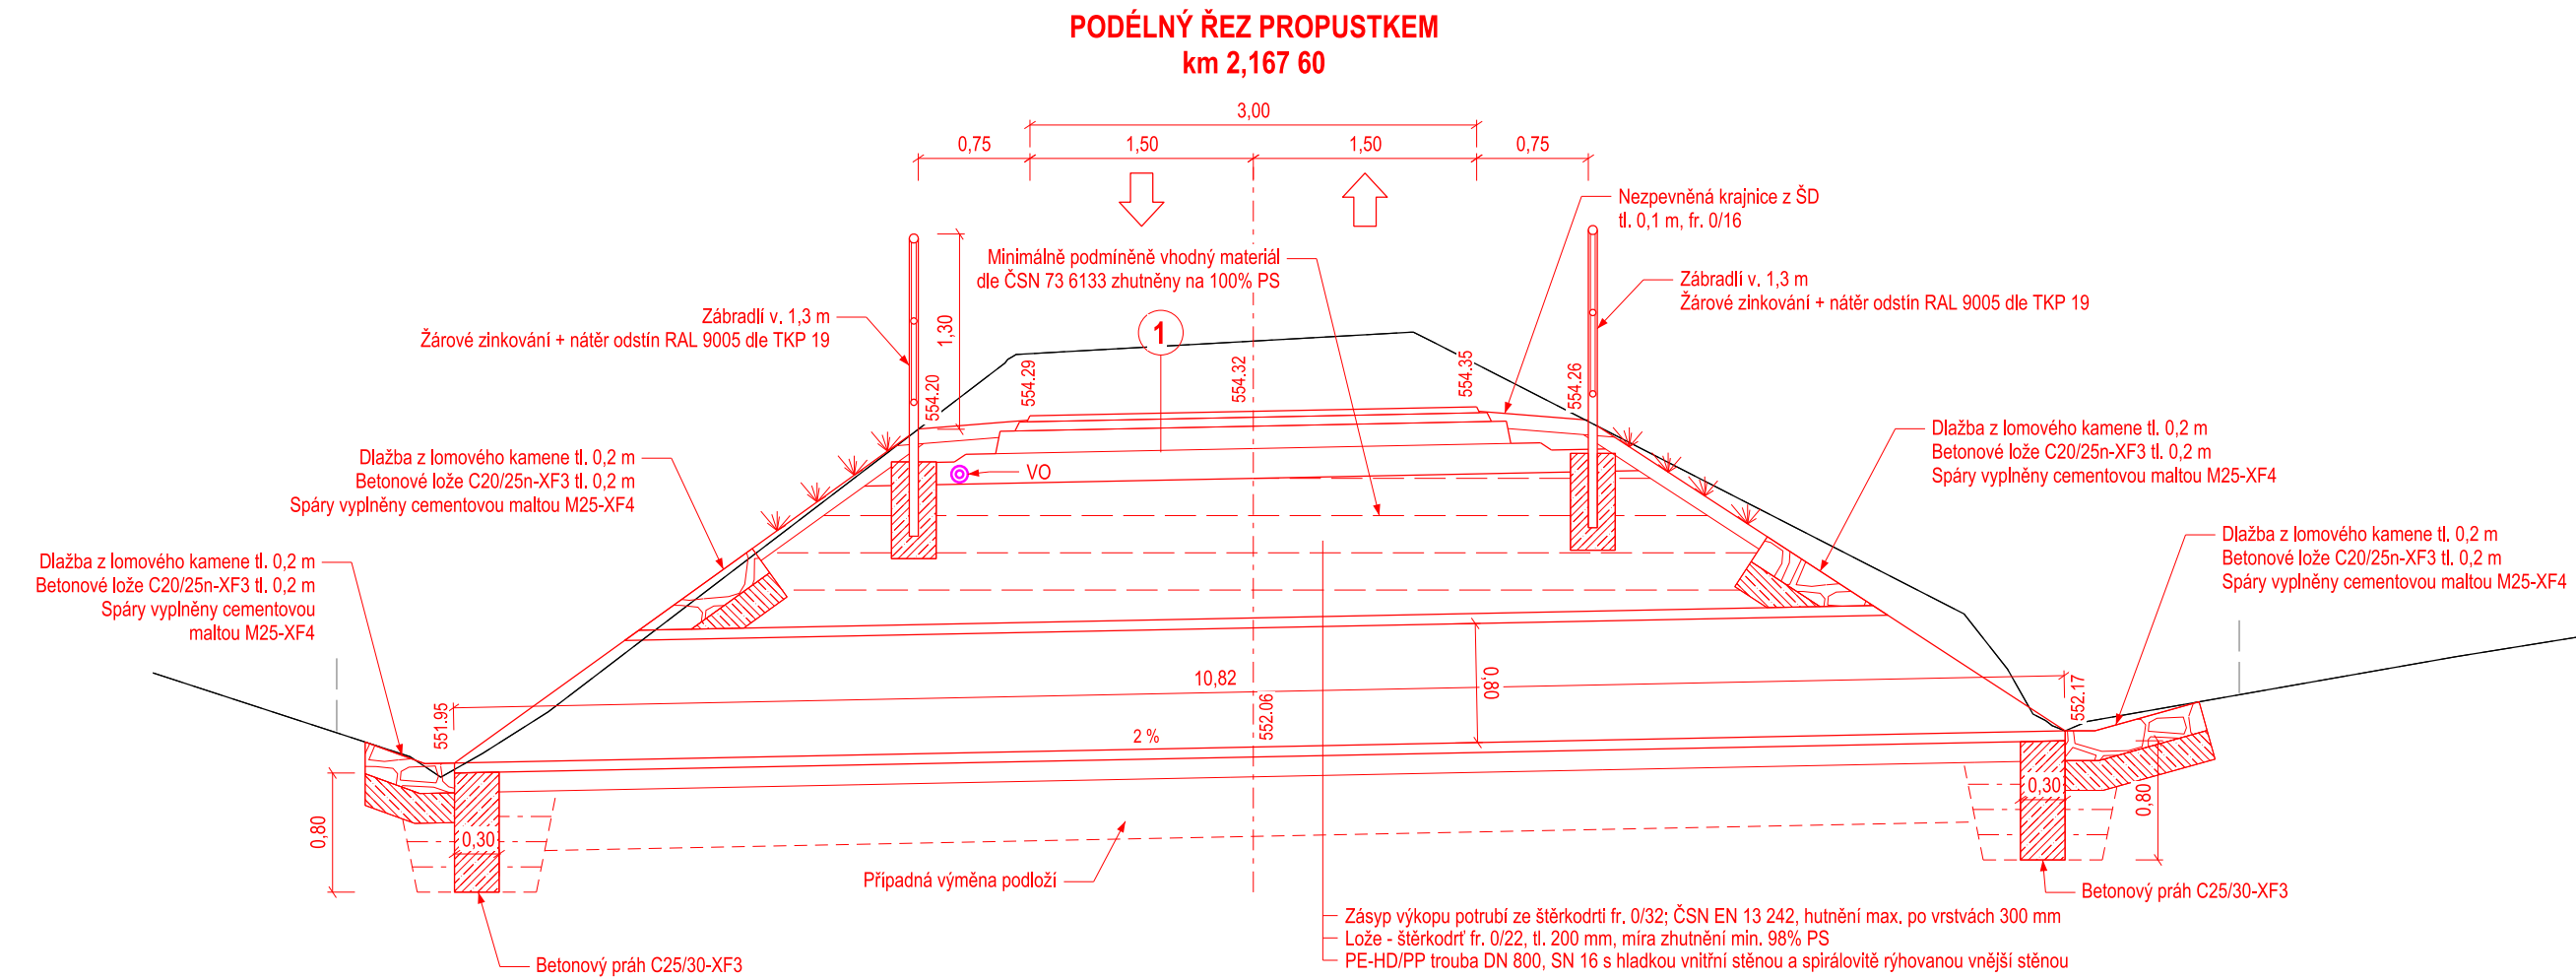 PODÉLNÝ ŘEZ PROPUSTKEM
km 2,167 60
3,00
0,75
1,50
1,50
0,75
Nezpevněná krajnice z ŠD
tl. 0,1 m, fr. 0/16
Minimálně podmíněně vhodný materiál
dle ČSN 73 6133 zhutněny na 100% PS
Zábradlí v. 1,3 m
Žárové zinkování + nátěr odstín RAL 9005 dle TKP 19
Zábradlí v. 1,3 m
Žárové zinkování + nátěr odstín RAL 9005 dle TKP 19
1,30
1
554.20
554.29
554.32
554.35
554.26
Dlažba z lomového kamene tl. 0,2 m
Betonové lože C20/25n-XF3 tl. 0,2 m
Spáry vyplněny cementovou maltou M25-XF4
Dlažba z lomového kamene tl. 0,2 m
Betonové lože C20/25n-XF3 tl. 0,2 m
Spáry vyplněny cementovou maltou M25-XF4
VO
Dlažba z lomového kamene tl. 0,2 m
Betonové lože C20/25n-XF3 tl. 0,2 m
Spáry vyplněny cementovou
maltou M25-XF4
Dlažba z lomového kamene tl. 0,2 m
Betonové lože C20/25n-XF3 tl. 0,2 m
Spáry vyplněny cementovou maltou M25-XF4
10,82
0,80
551.95
552.06
552.17
2 %
0,80
0,30
0,30
0,80
Případná výměna podloží
Betonový práh C25/30-XF3
Zásyp výkopu potrubí ze štěrkodrti fr. 0/32; ČSN EN 13 242, hutnění max. po vrstvách 300 mm
Lože - štěrkodrť fr. 0/22, tl. 200 mm, míra zhutnění min. 98% PS
PE-HD/PP trouba DN 800, SN 16 s hladkou vnitřní stěnou a spirálovitě rýhovanou vnější stěnou
Betonový práh C25/30-XF3